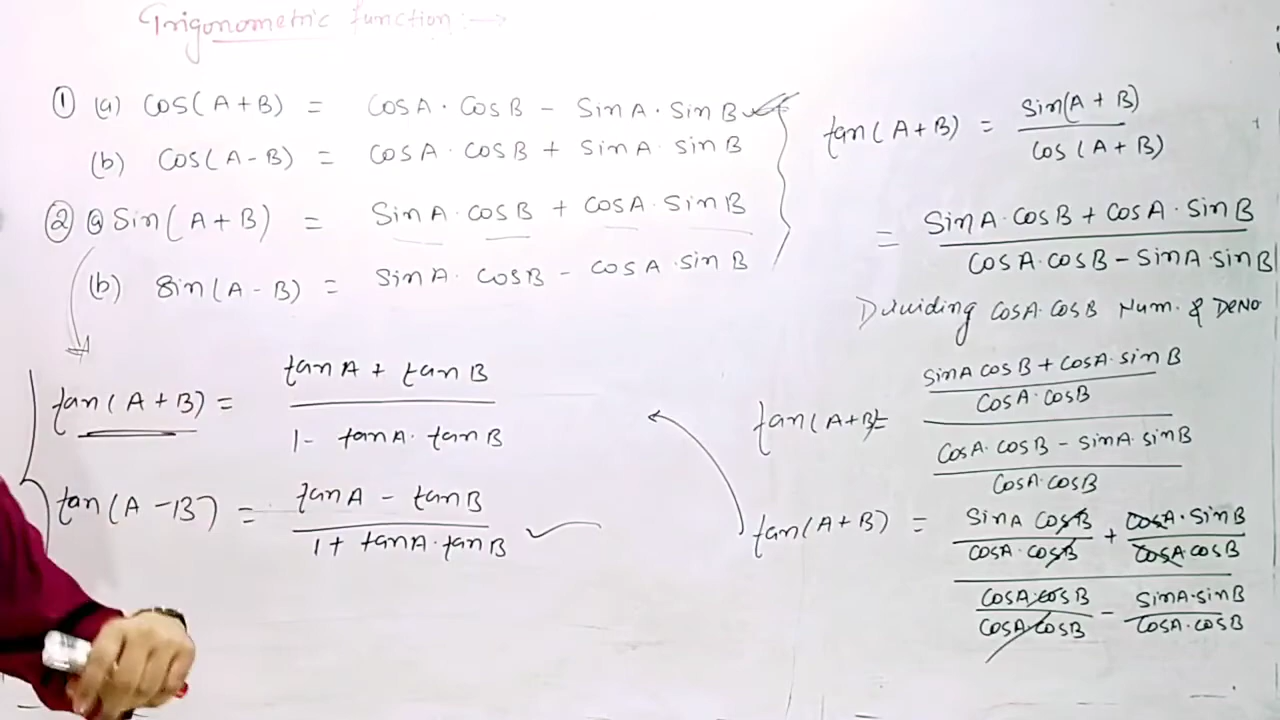 Trigonometric function :→
① (a) COS(A+B) = COSA · COSB - SinA · SinB
(b) COS(A-B) = COSA · COSB + SINA · SINB
② (a) Sin(A+B) = SINA · COSB + COSA · SINB
(b) Sin(A-B) = SINA · COSB - COSA · SINB
tan(A+B) = tanA + tanB
1 - tanA · tanB
tan(A-B) = tanA - tanB
1 + tanA · tanB
tan(A+B) = Sin(A+B)
COS(A+B)
= SinA · COSB + COSA · SINB
COSA · COSB - SINA · SINB
Dividing COSA · COSB Num. & DENO
tan(A+B)= SINA COSB + COSA · SINB
COSA · COSB
COSA · COSB - SINA · SINB
COSA · COSB
tan(A+B) = SINA COSB + COSA · SINB
COSA · COSB COSA COSB
COSA · COSB - SINA · SINB
COSA · COSB COSA · COSB